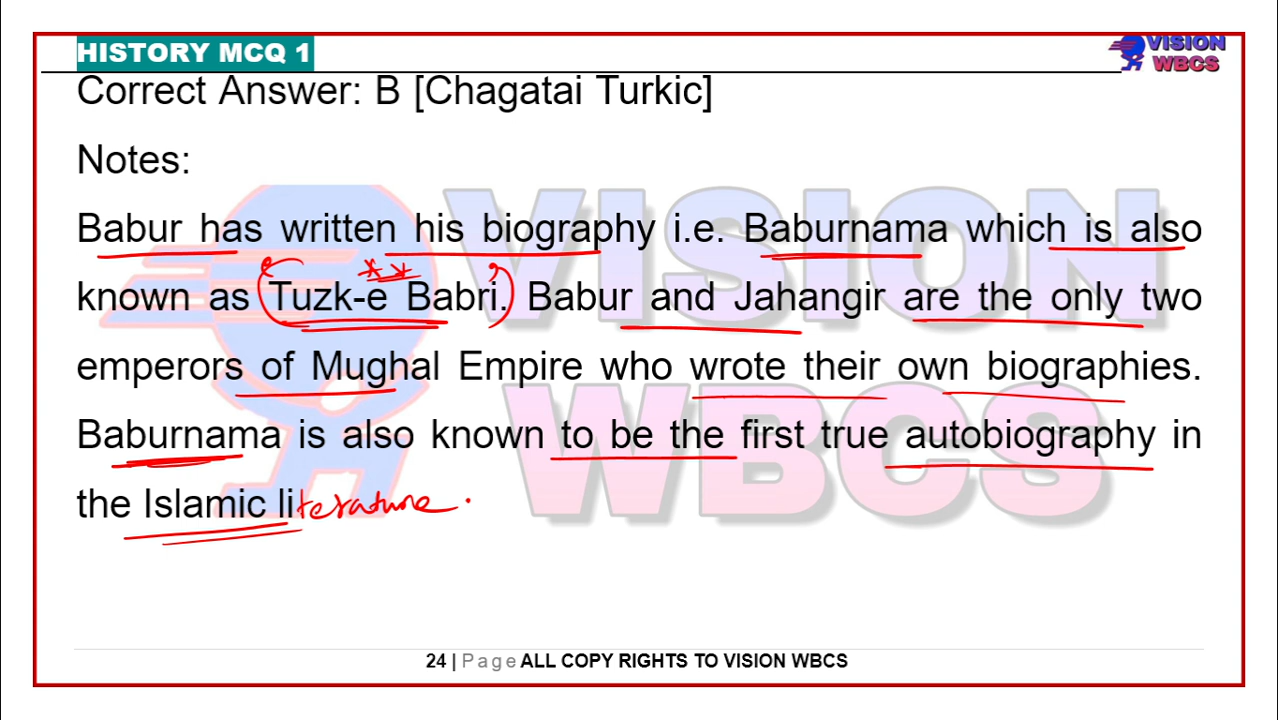 HISTORY MCQ 1
VISION
WBCS
Correct Answer: B [Chagatai Turkic]
Notes:
Babur has written his biography i.e. Baburnama which is also
known as Tuzk-e Babri. Babur and Jahangir are the only two
emperors of Mughal Empire who wrote their own biographies.
Baburnama is also known to be the first true autobiography in
the Islamic literature.
VISION
WBCS
24 | Page ALL COPY RIGHTS TO VISION WBCS